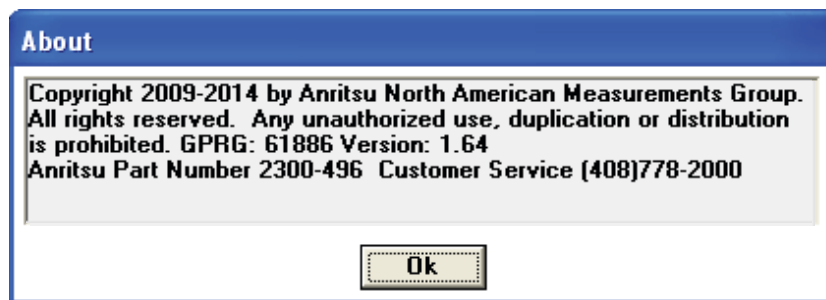 About
Copyright 2009-2014 by Anritsu North American Measurements Group.
All rights reserved.  Any unauthorized use, duplication or distribution
is prohibited. GPRG: 61886 Version: 1.64
Anritsu Part Number 2300-496  Customer Service (408)778-2000
Ok